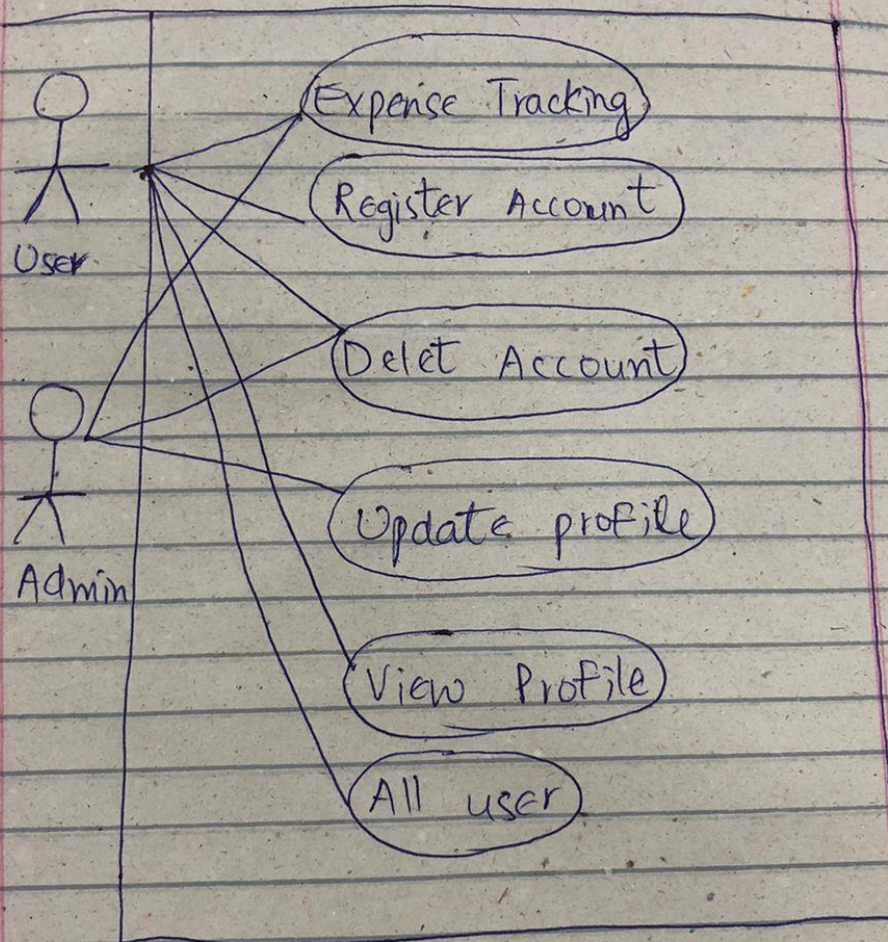 Expense Tracking
Register Account
User
Delet Account
Update profile
Admin
View Profile
All user